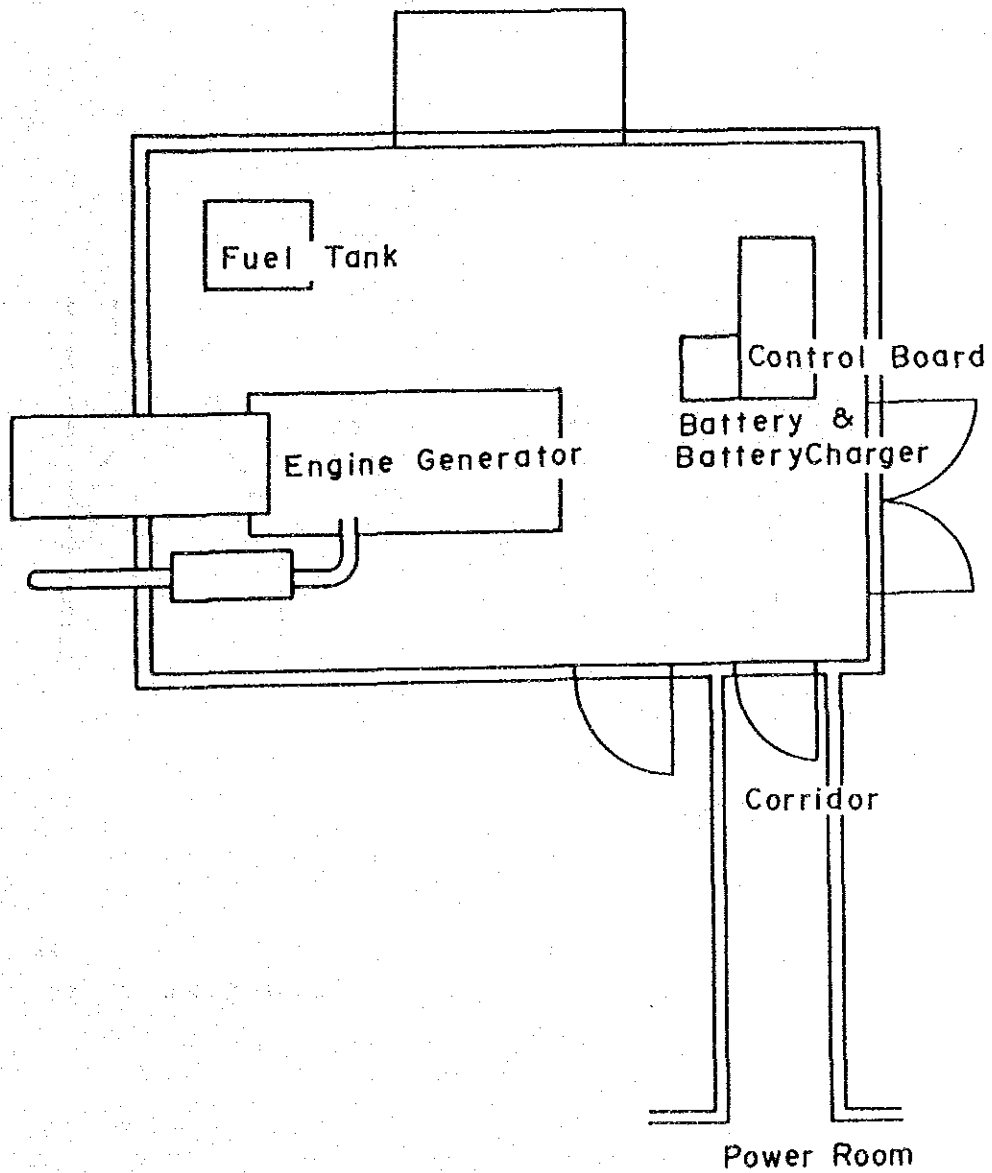 Fuel Tank
Control Board
Battery &
BatteryCharger
Engine Generator
Corridor
Power Room